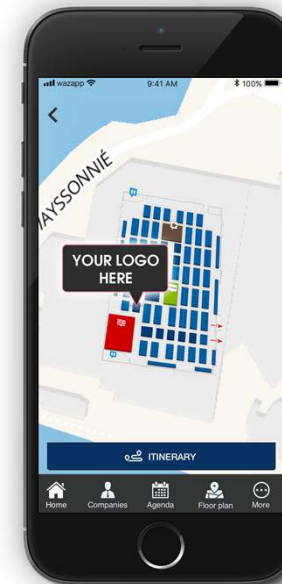 wazapp
9:41 AM
100%
AYSSONNIÉ
YOUR LOGO
HERE
ITINERARY
Home
Companies
Agenda
Floor plan
More